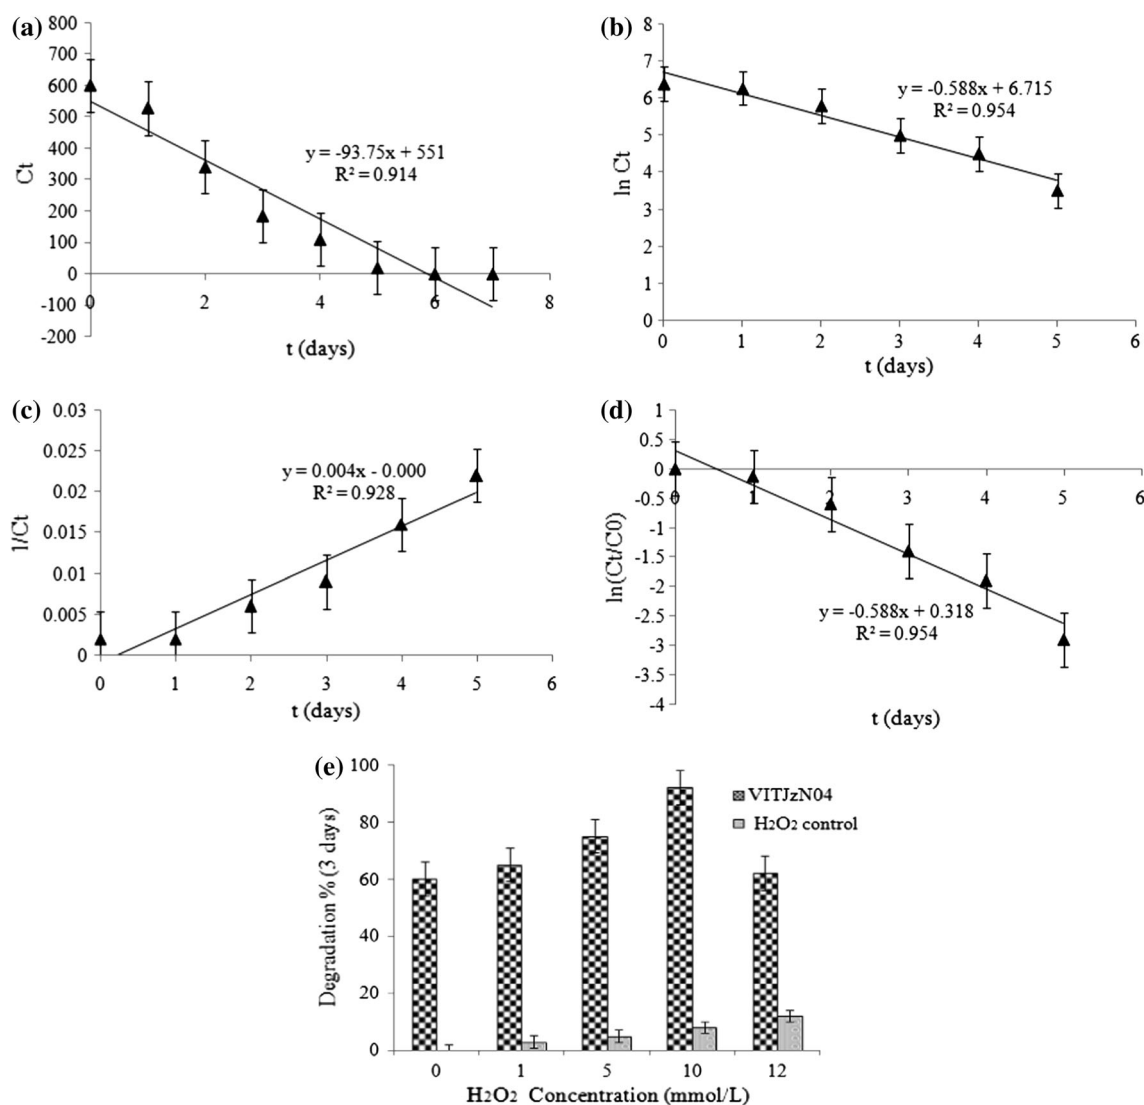 (a)
800
700
600
500
400
300
200
100
0
-100
-200
Ct
y = -93.75x + 551
R² = 0.914
0 2 4 6 8
t (days)
(b)
8
7
6
5
4
3
2
1
0
ln Ct
y = -0.588x + 6.715
R² = 0.954
0 1 2 3 4 5 6
t (days)
(c)
0.03
0.025
0.02
0.015
0.01
0.005
0
1/Ct
y = 0.004x - 0.000
R² = 0.928
0 1 2 3 4 5 6
t (days)
(d)
1
0.5
0
-0.5
-1
-1.5
-2
-2.5
-3
-3.5
-4
ln(Ct/C0)
0 1 2 3 4 5 6
y = -0.588x + 0.318
R² = 0.954
t (days)
(e)
100
80
60
40
20
0
Degradation % (3 days)
VITJzN04
H2O2 control
0 1 5 10 12
H2O2 Concentration (mmol/L)